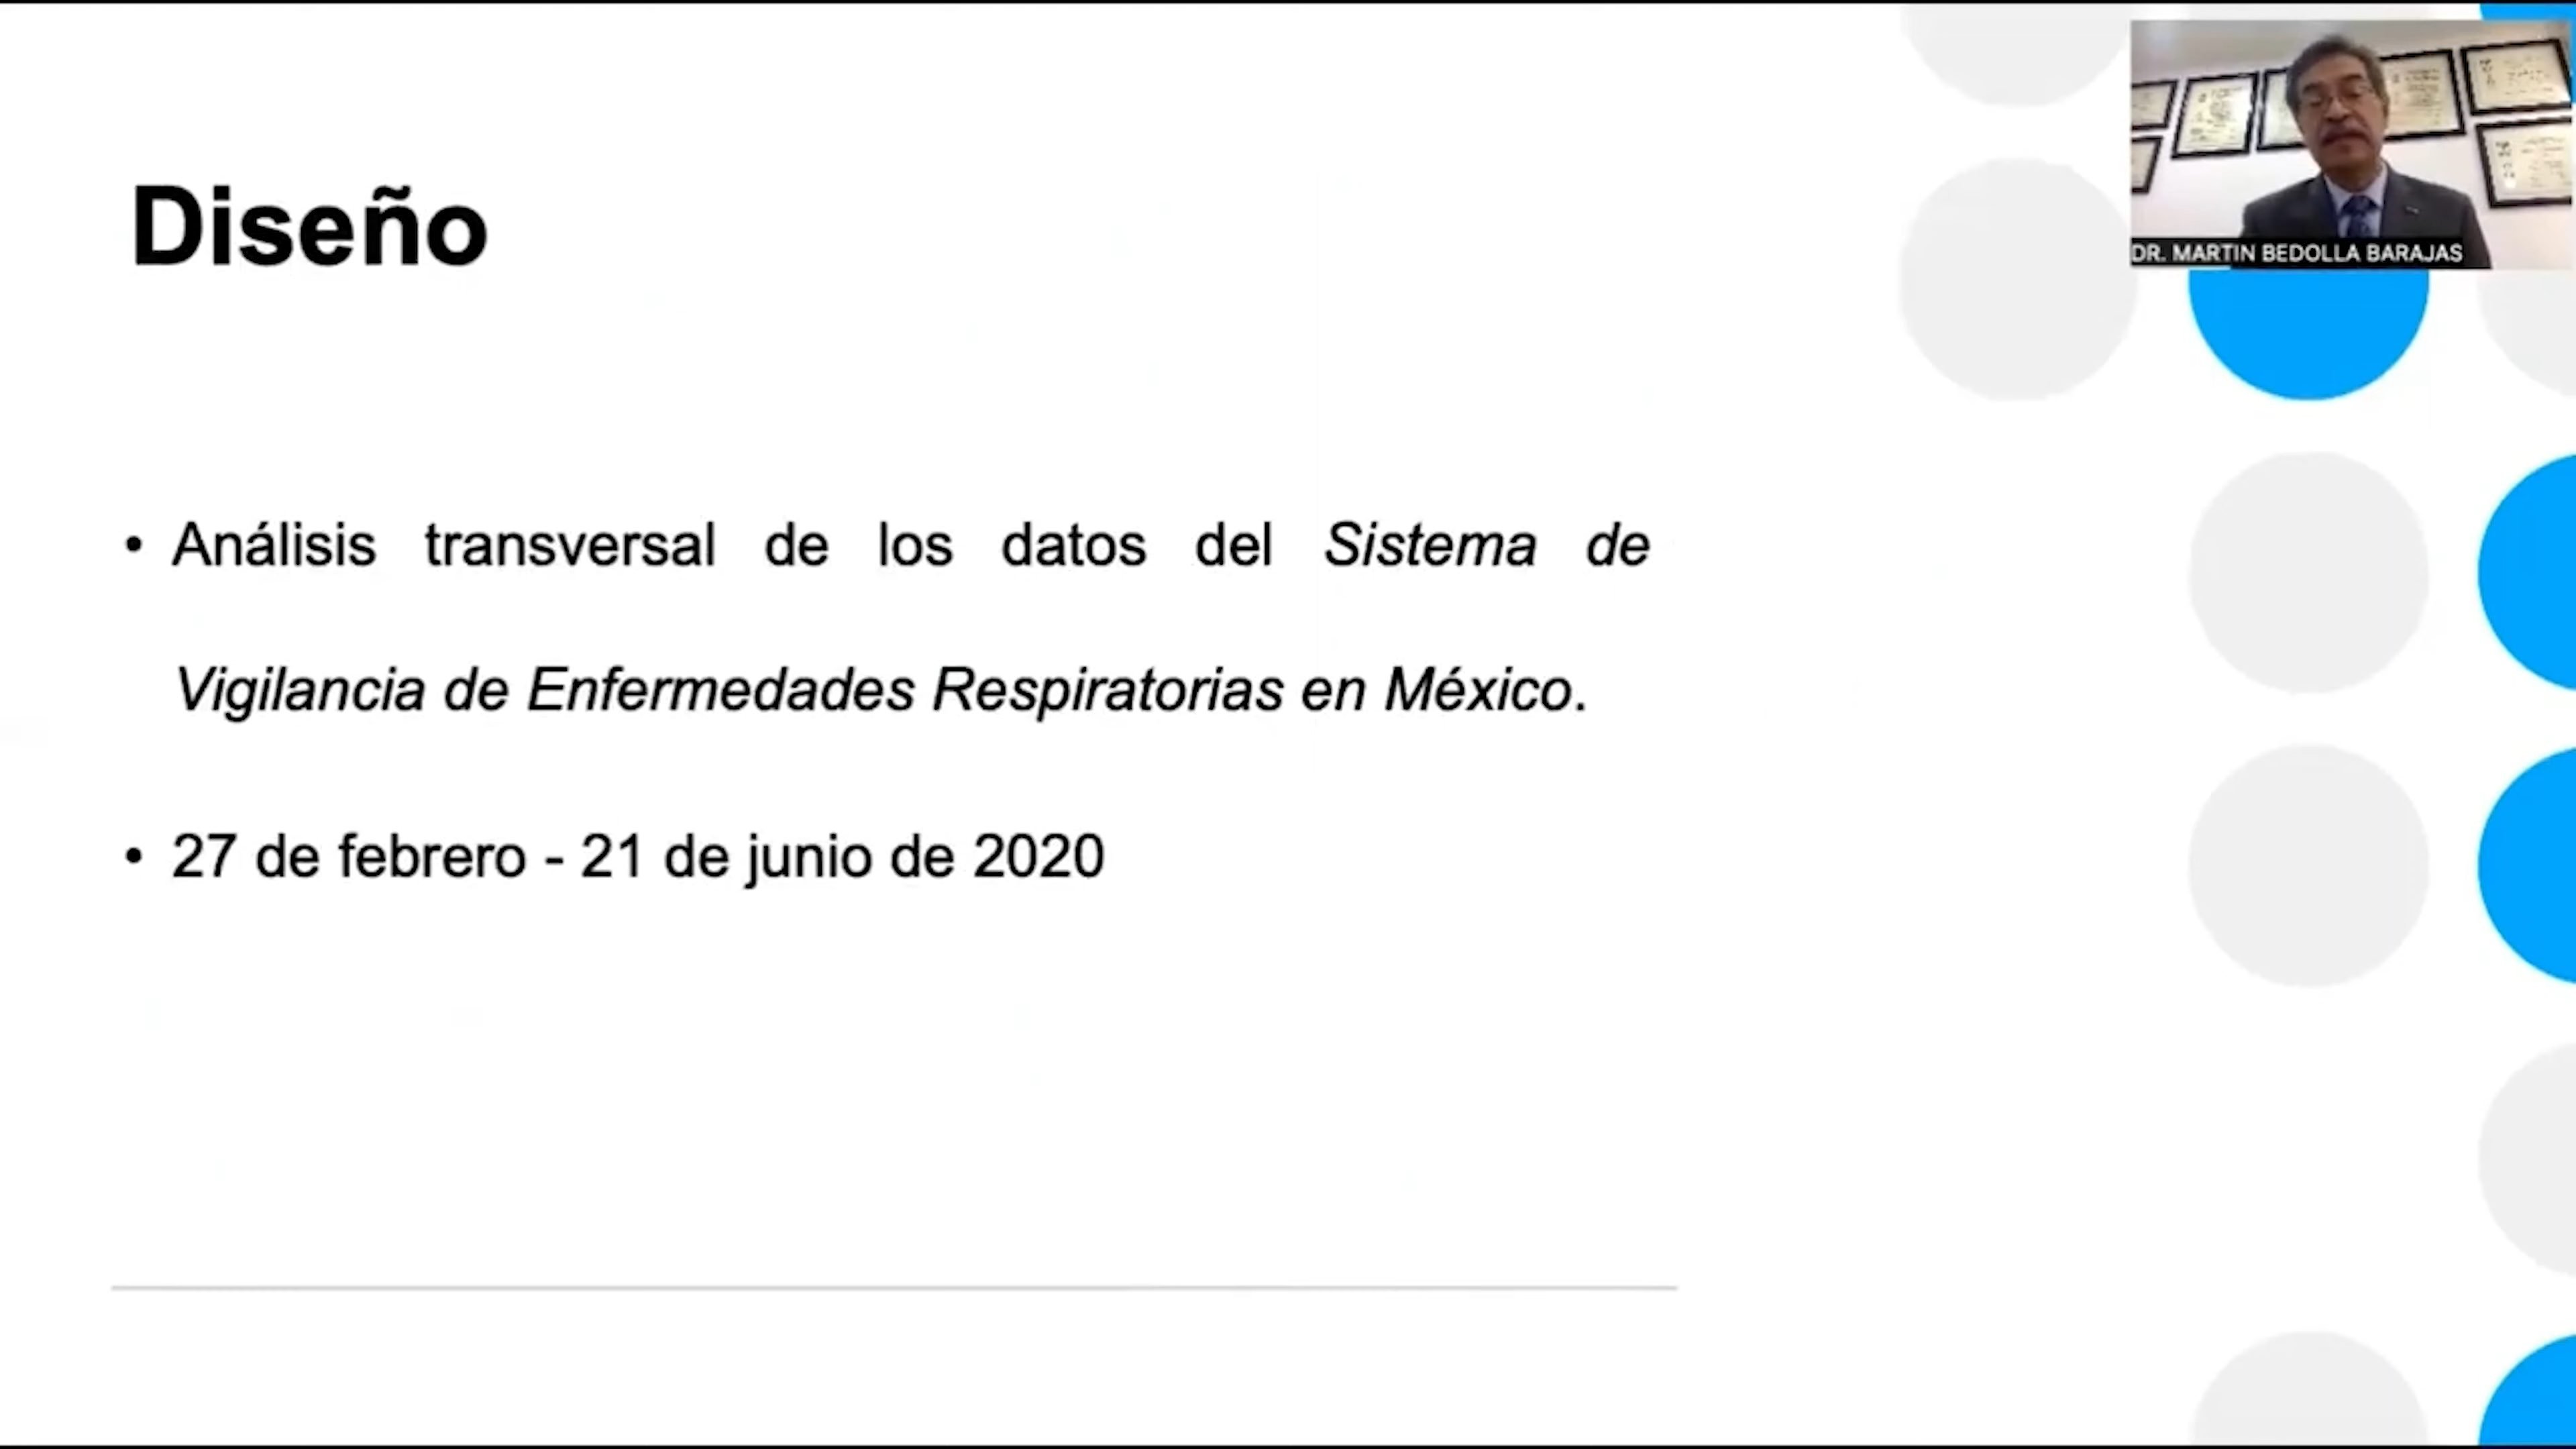 Diseño
• Análisis transversal de los datos del Sistema de
Vigilancia de Enfermedades Respiratorias en México.
• 27 de febrero - 21 de junio de 2020
DR. MARTIN BEDOLLA BARAJAS